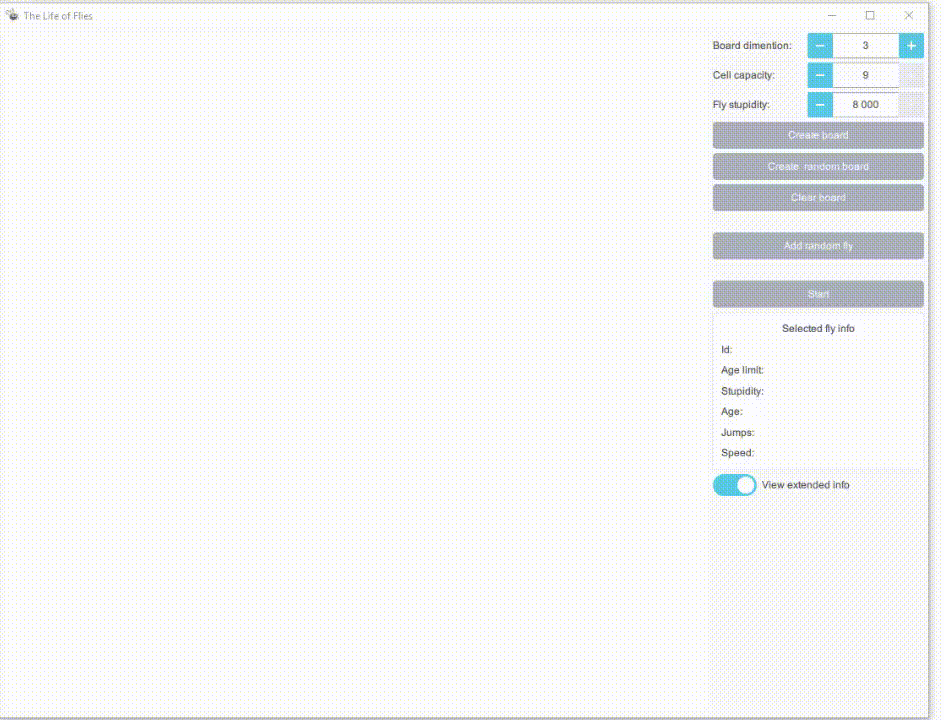 The Life of Flies
Board dimention: 3
Cell capacity: 9
Fly stupidity: 8 000
Create board
Create random board
Clear board
Add random fly
Start
Selected fly info
Id:
Age limit:
Stupidity:
Age:
Jumps:
Speed:
View extended info